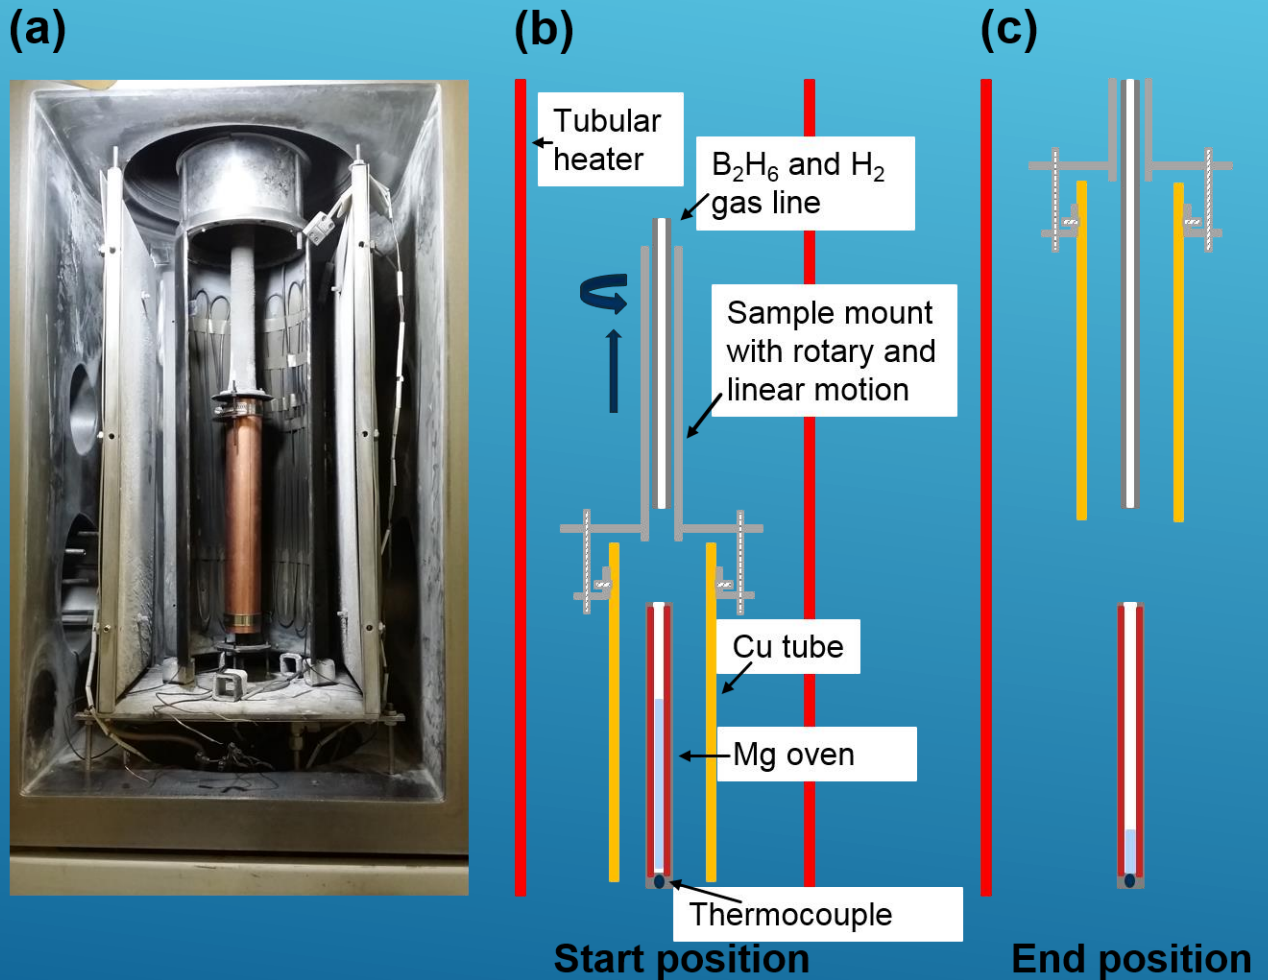 (a)
(b)
(c)
Tubular
heater
B₂H₆ and H₂
gas line
Sample mount
with rotary and
linear motion
Cu tube
Mg oven
Thermocouple
Start position
End position